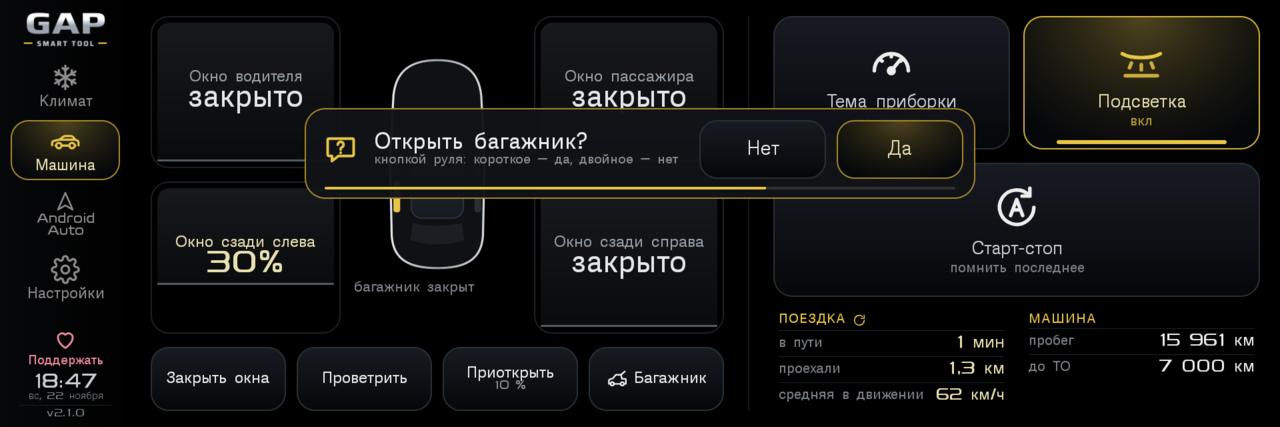 GAP
SMART TOOL
Климат
Машина
Android
Auto
Настройки
Поддержать
18:47
вс, 22 ноября
v2.1.0
Окно водителя
закрыто
Окно пассажира
закрыто
Окно сзади слева
30%
Окно сзади справа
закрыто
багажник закрыт
Открыть багажник?
кнопкой руля: короткое — да, двойное — нет
Нет
Да
Закрыть окна
Проветрить
Приоткрыть
10 %
Багажник
Тема приборки
Подсветка
вкл
A
Старт-стоп
помнить последнее
ПОЕЗДКА
в пути 1 мин
проехали 1,3 км
средняя в движении 62 км/ч
МАШИНА
пробег 15 961 км
до ТО 7 000 км